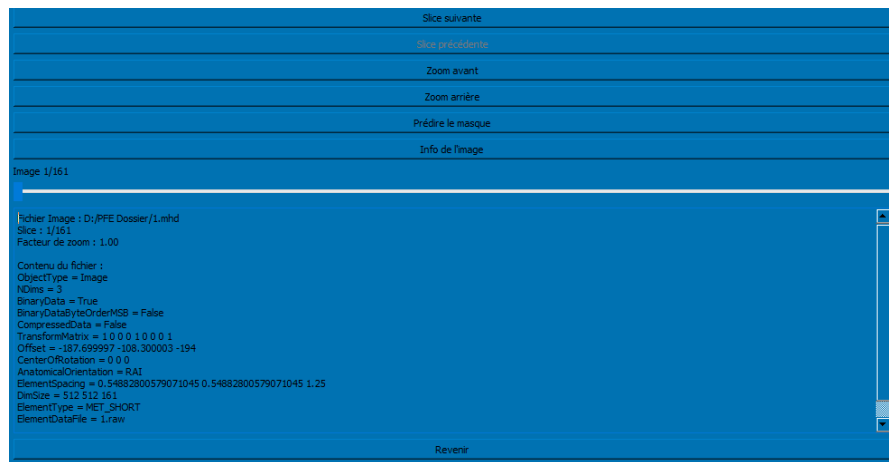 Slice suivante
Slice précédente
Zoom avant
Zoom arrière
Prédire le masque
Info de l'image
Image 1/161
Fichier Image : D:/PFE Dossier/1.mhd
Slice : 1/161
Facteur de zoom : 1.00
Contenu du fichier :
ObjectType = Image
NDims = 3
BinaryData = True
BinaryDataByteOrderMSB = False
CompressedData = False
TransformMatrix = 1 0 0 0 1 0 0 0 1
Offset = -187.699997 -108.300003 -194
CenterOfRotation = 0 0 0
AnatomicalOrientation = RAI
ElementSpacing = 0.54882800579071045 0.54882800579071045 1.25
DimSize = 512 512 161
ElementType = MET_SHORT
ElementDataFile = 1.raw
Revenir